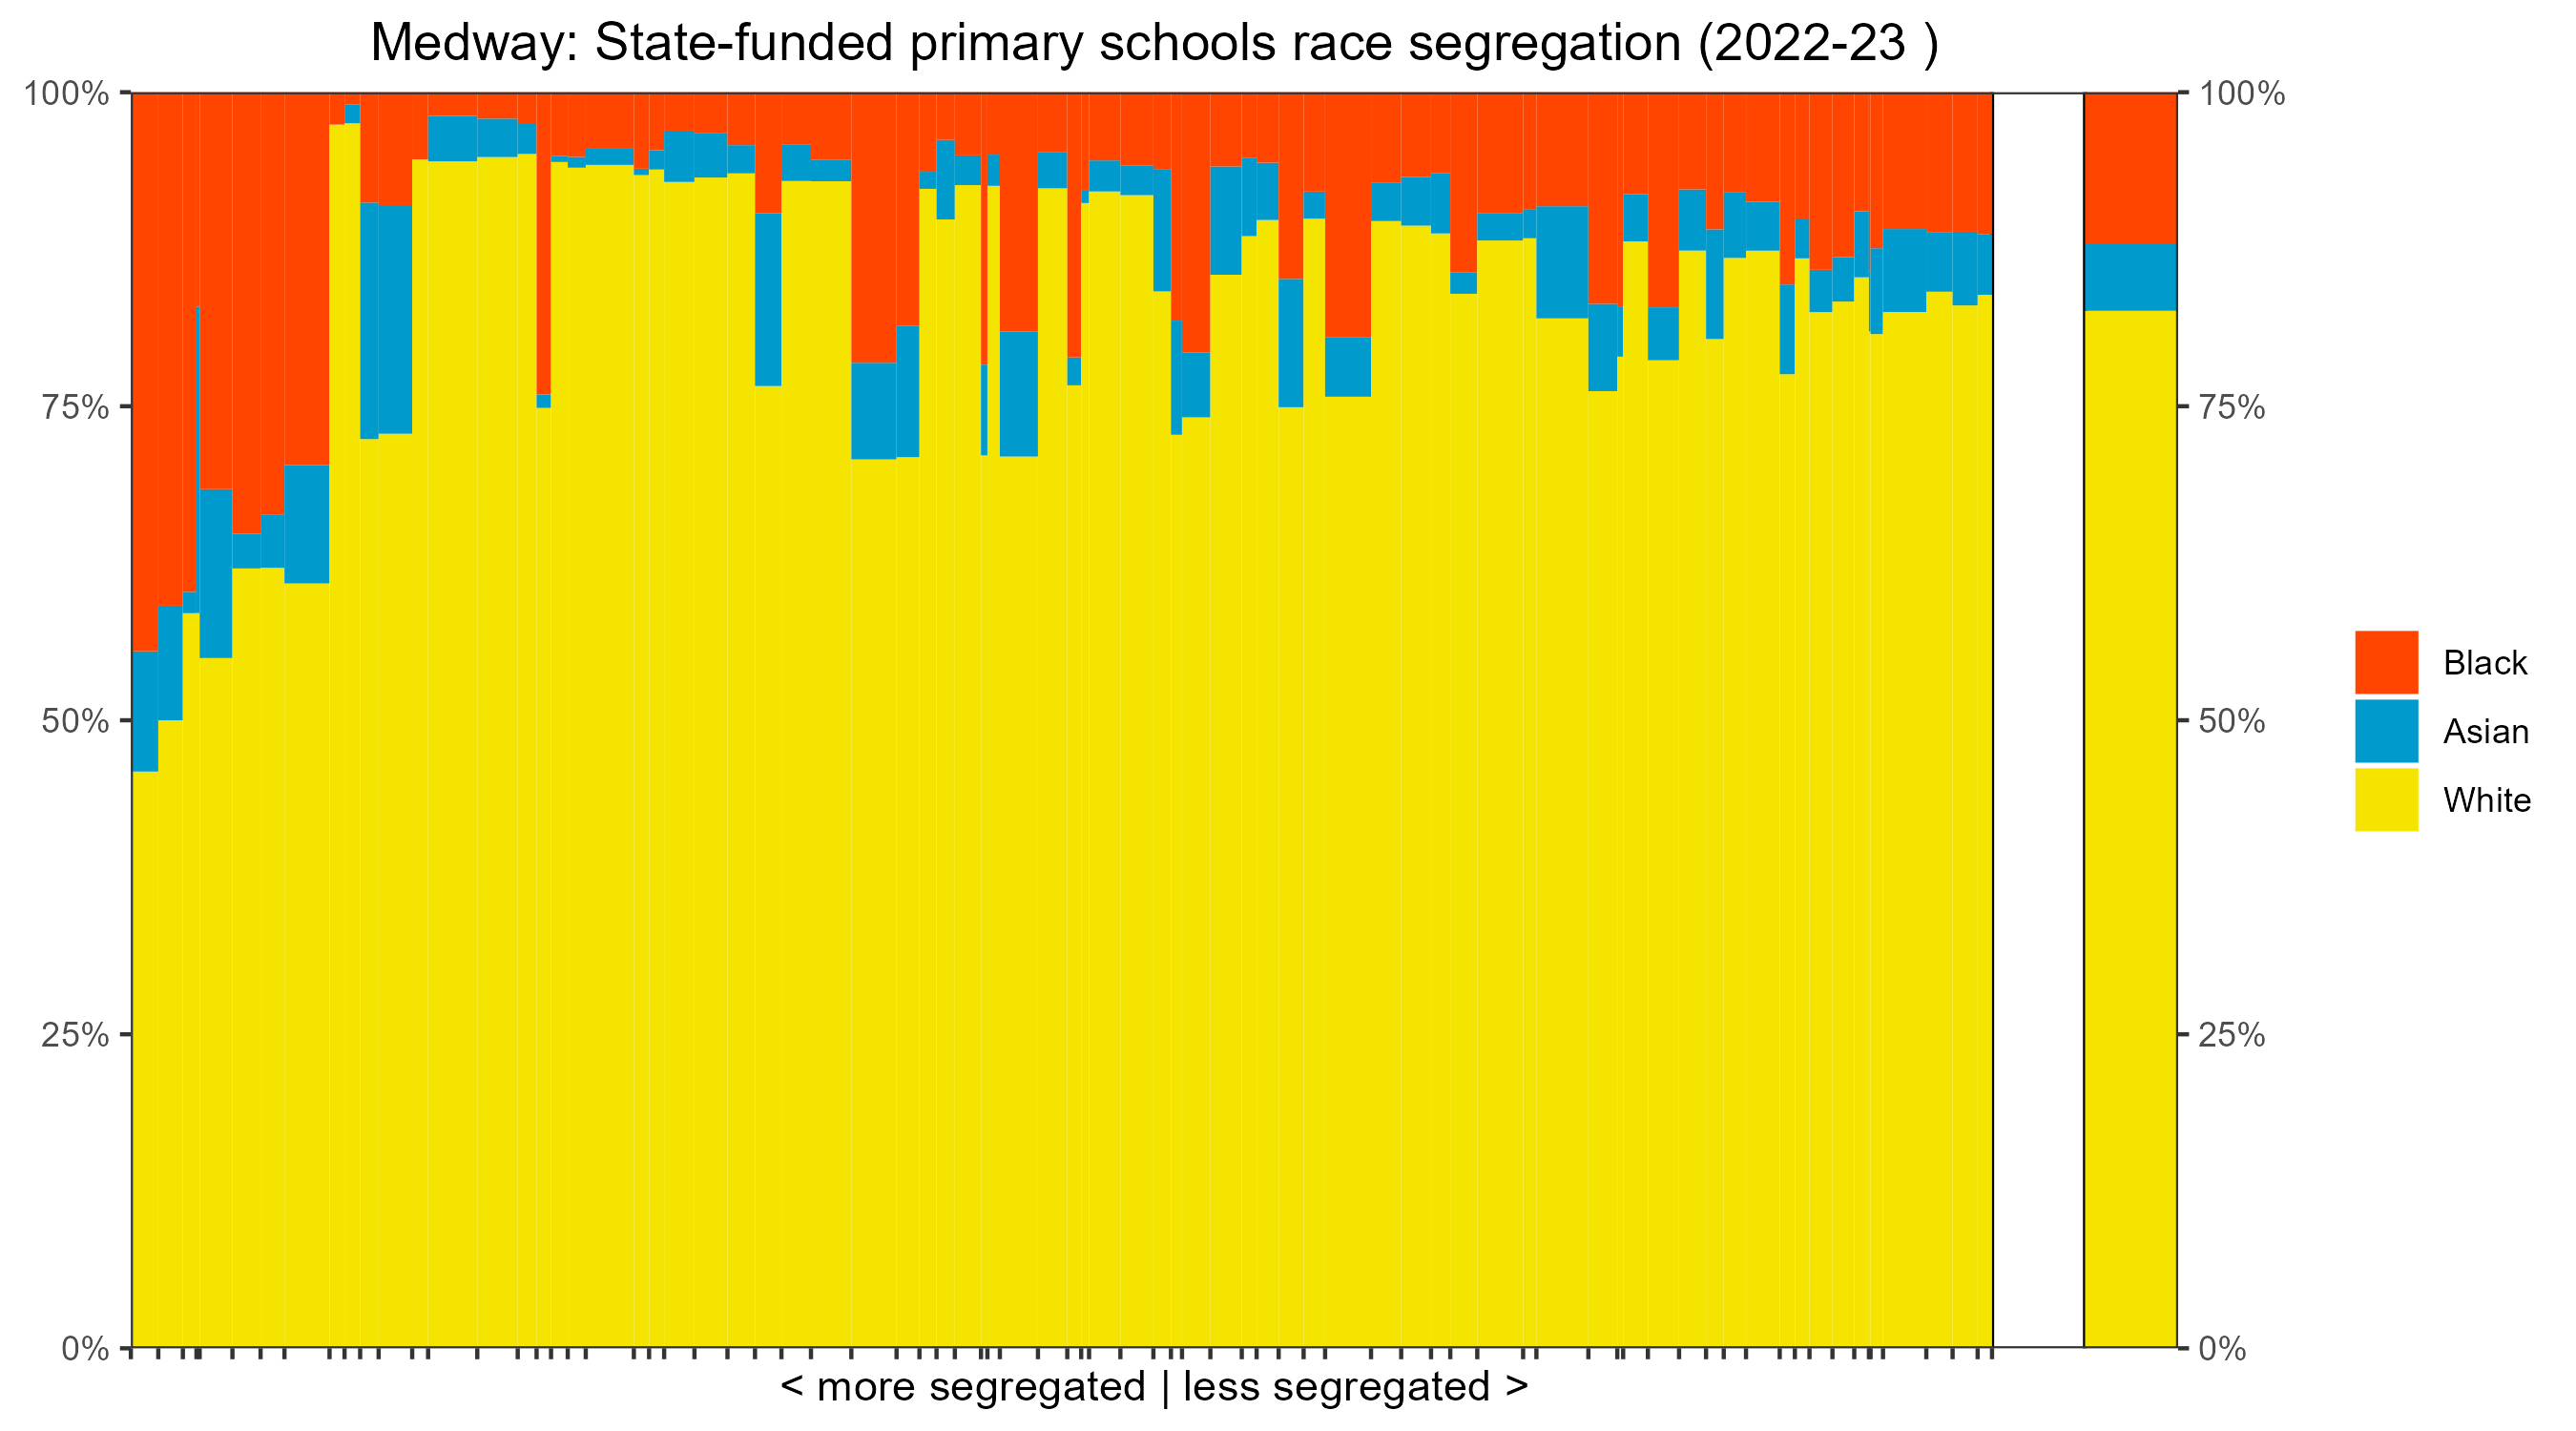 Medway: State-funded primary schools race segregation (2022-23 )
100%
75%
50%
25%
0%
100%
75%
50%
25%
0%
Black
Asian
White
< more segregated | less segregated >